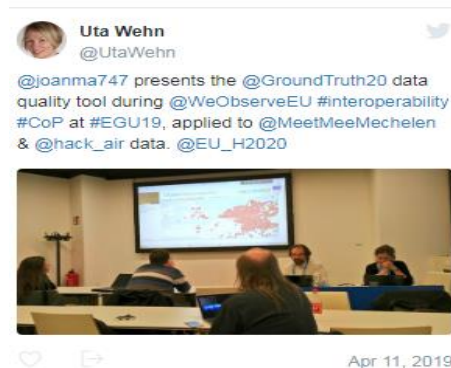 Uta Wehn
@UtaWehn
@joanma747 presents the @GroundTruth20 data
quality tool during @WeObserveEU #interoperability
#CoP at #EGU19, applied to @MeetMeeMechelen
& @hack_air data. @EU_H2020
Apr 11, 2019